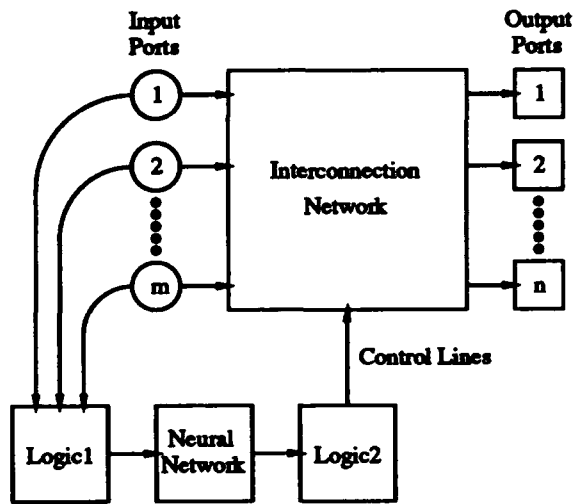 Input
Ports
Output
Ports
1
1
2
Interconnection
Network
2
m
n
Control Lines
Logic1
Neural
Network
Logic2